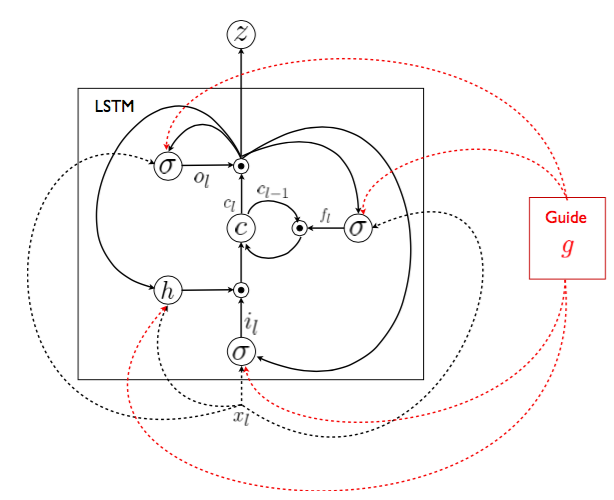 z
LSTM
σ
o_l
c_l
c_{l−1}
c
f_l
σ
Guide
g
h
i_l
σ
x_l